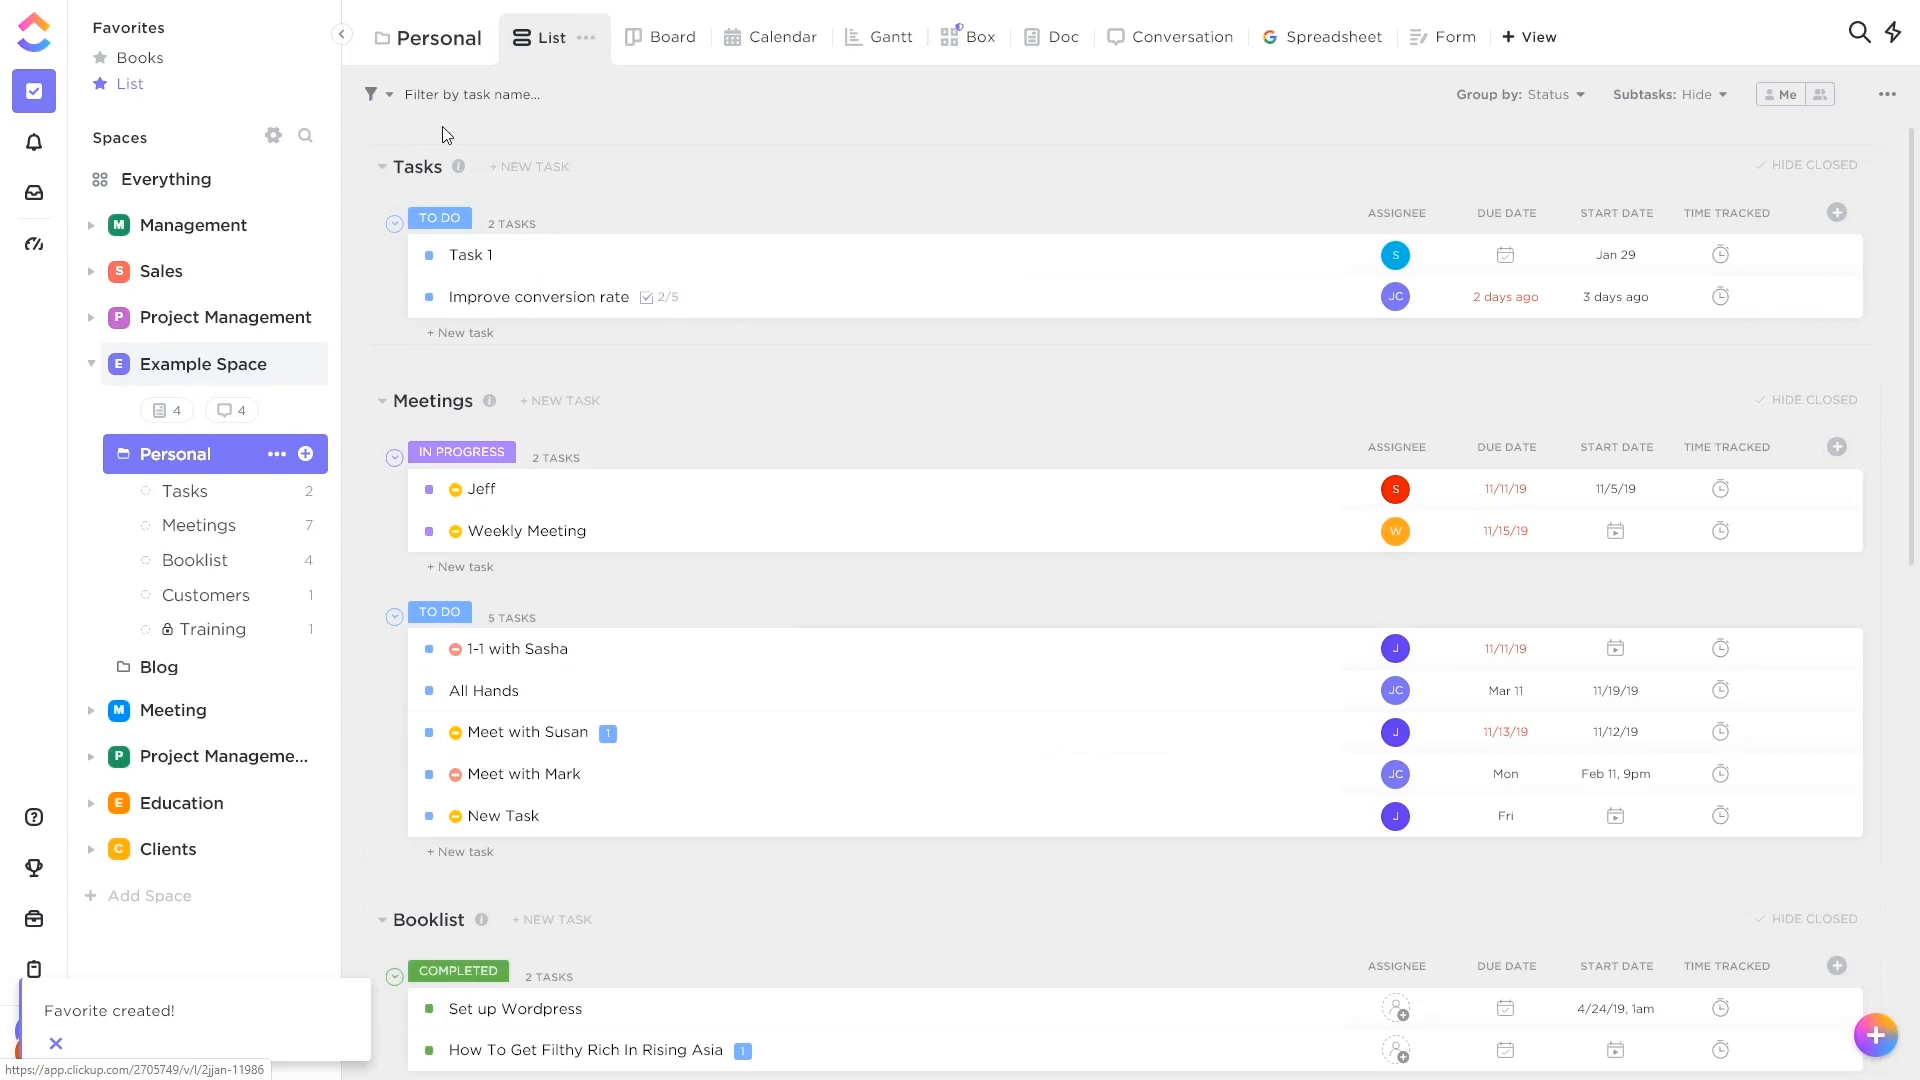 Favorites
Books
List
Spaces
Everything
M Management
S Sales
P Project Management
E Example Space
4 4
Personal
Tasks 2
Meetings 7
Booklist 4
Customers 1
Training 1
Blog
M Meeting
P Project Manageme...
E Education
C Clients
+ Add Space
Favorite created!
https://app.clickup.com/2705749/v/l/2jjan-11986
Personal List Board Calendar Gantt Box Doc Conversation Spreadsheet Form + View
Filter by task name... Group by: Status Subtasks: Hide Me
Tasks + NEW TASK HIDE CLOSED
TO DO 2 TASKS ASSIGNEE DUE DATE START DATE TIME TRACKED
Task 1 S Jan 29
Improve conversion rate 2/5 JC 2 days ago 3 days ago
+ New task
Meetings + NEW TASK HIDE CLOSED
IN PROGRESS 2 TASKS ASSIGNEE DUE DATE START DATE TIME TRACKED
Jeff S 11/11/19 11/5/19
Weekly Meeting W 11/15/19
+ New task
TO DO 5 TASKS
1-1 with Sasha J 11/11/19
All Hands JC Mar 11 11/19/19
Meet with Susan 1 J 11/13/19 11/12/19
Meet with Mark JC Mon Feb 11, 9pm
New Task J Fri
+ New task
Booklist + NEW TASK HIDE CLOSED
COMPLETED 2 TASKS ASSIGNEE DUE DATE START DATE TIME TRACKED
Set up Wordpress 4/24/19, 1am
How To Get Filthy Rich In Rising Asia 1